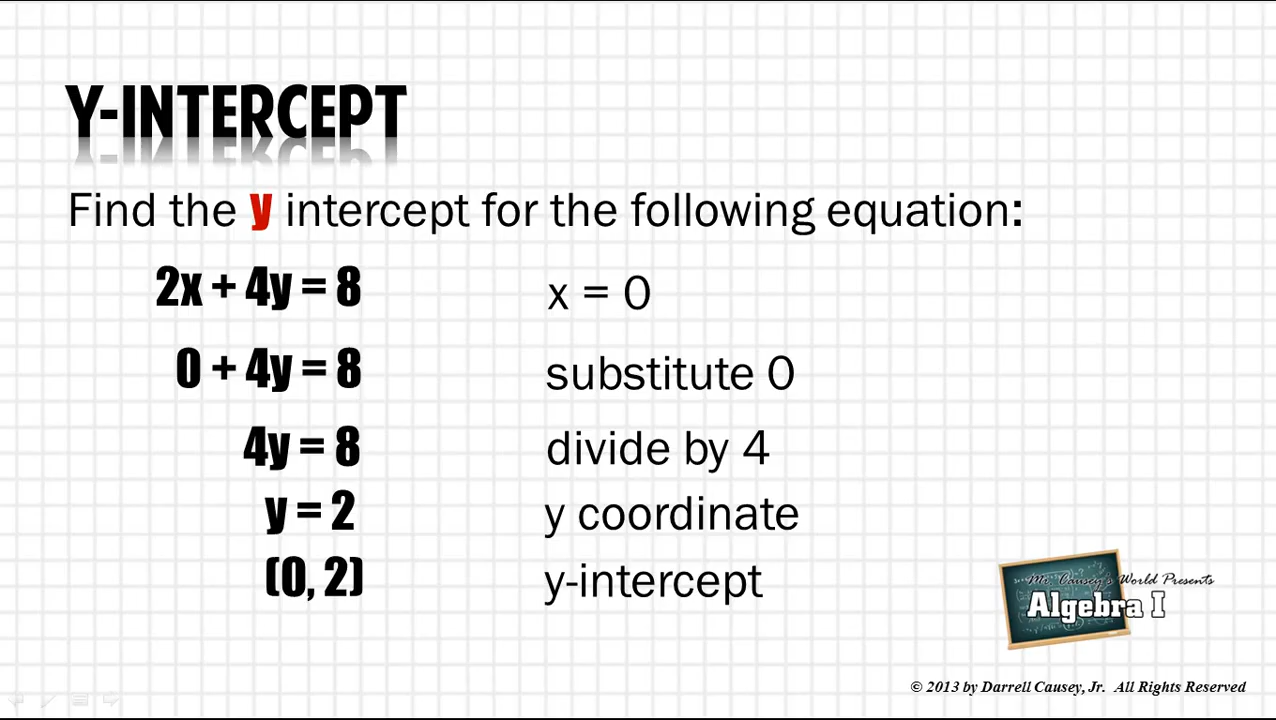 Y-INTERCEPT
Find the y intercept for the following equation:
2x + 4y = 8 x = 0
0 + 4y = 8 substitute 0
4y = 8 divide by 4
y = 2 y coordinate
(0, 2) y-intercept
Mr. Causey's World Presents
Algebra I
© 2013 by Darrell Causey, Jr. All Rights Reserved